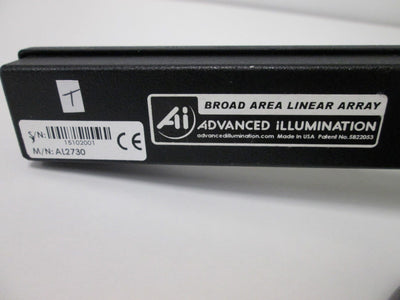 T
S/N:
15102001
M/N: AL2730
CE
BROAD AREA LINEAR ARRAY
Ai ADVANCED iLLUMINATION
advancedillumination.com Made in USA Patent No. 5822053